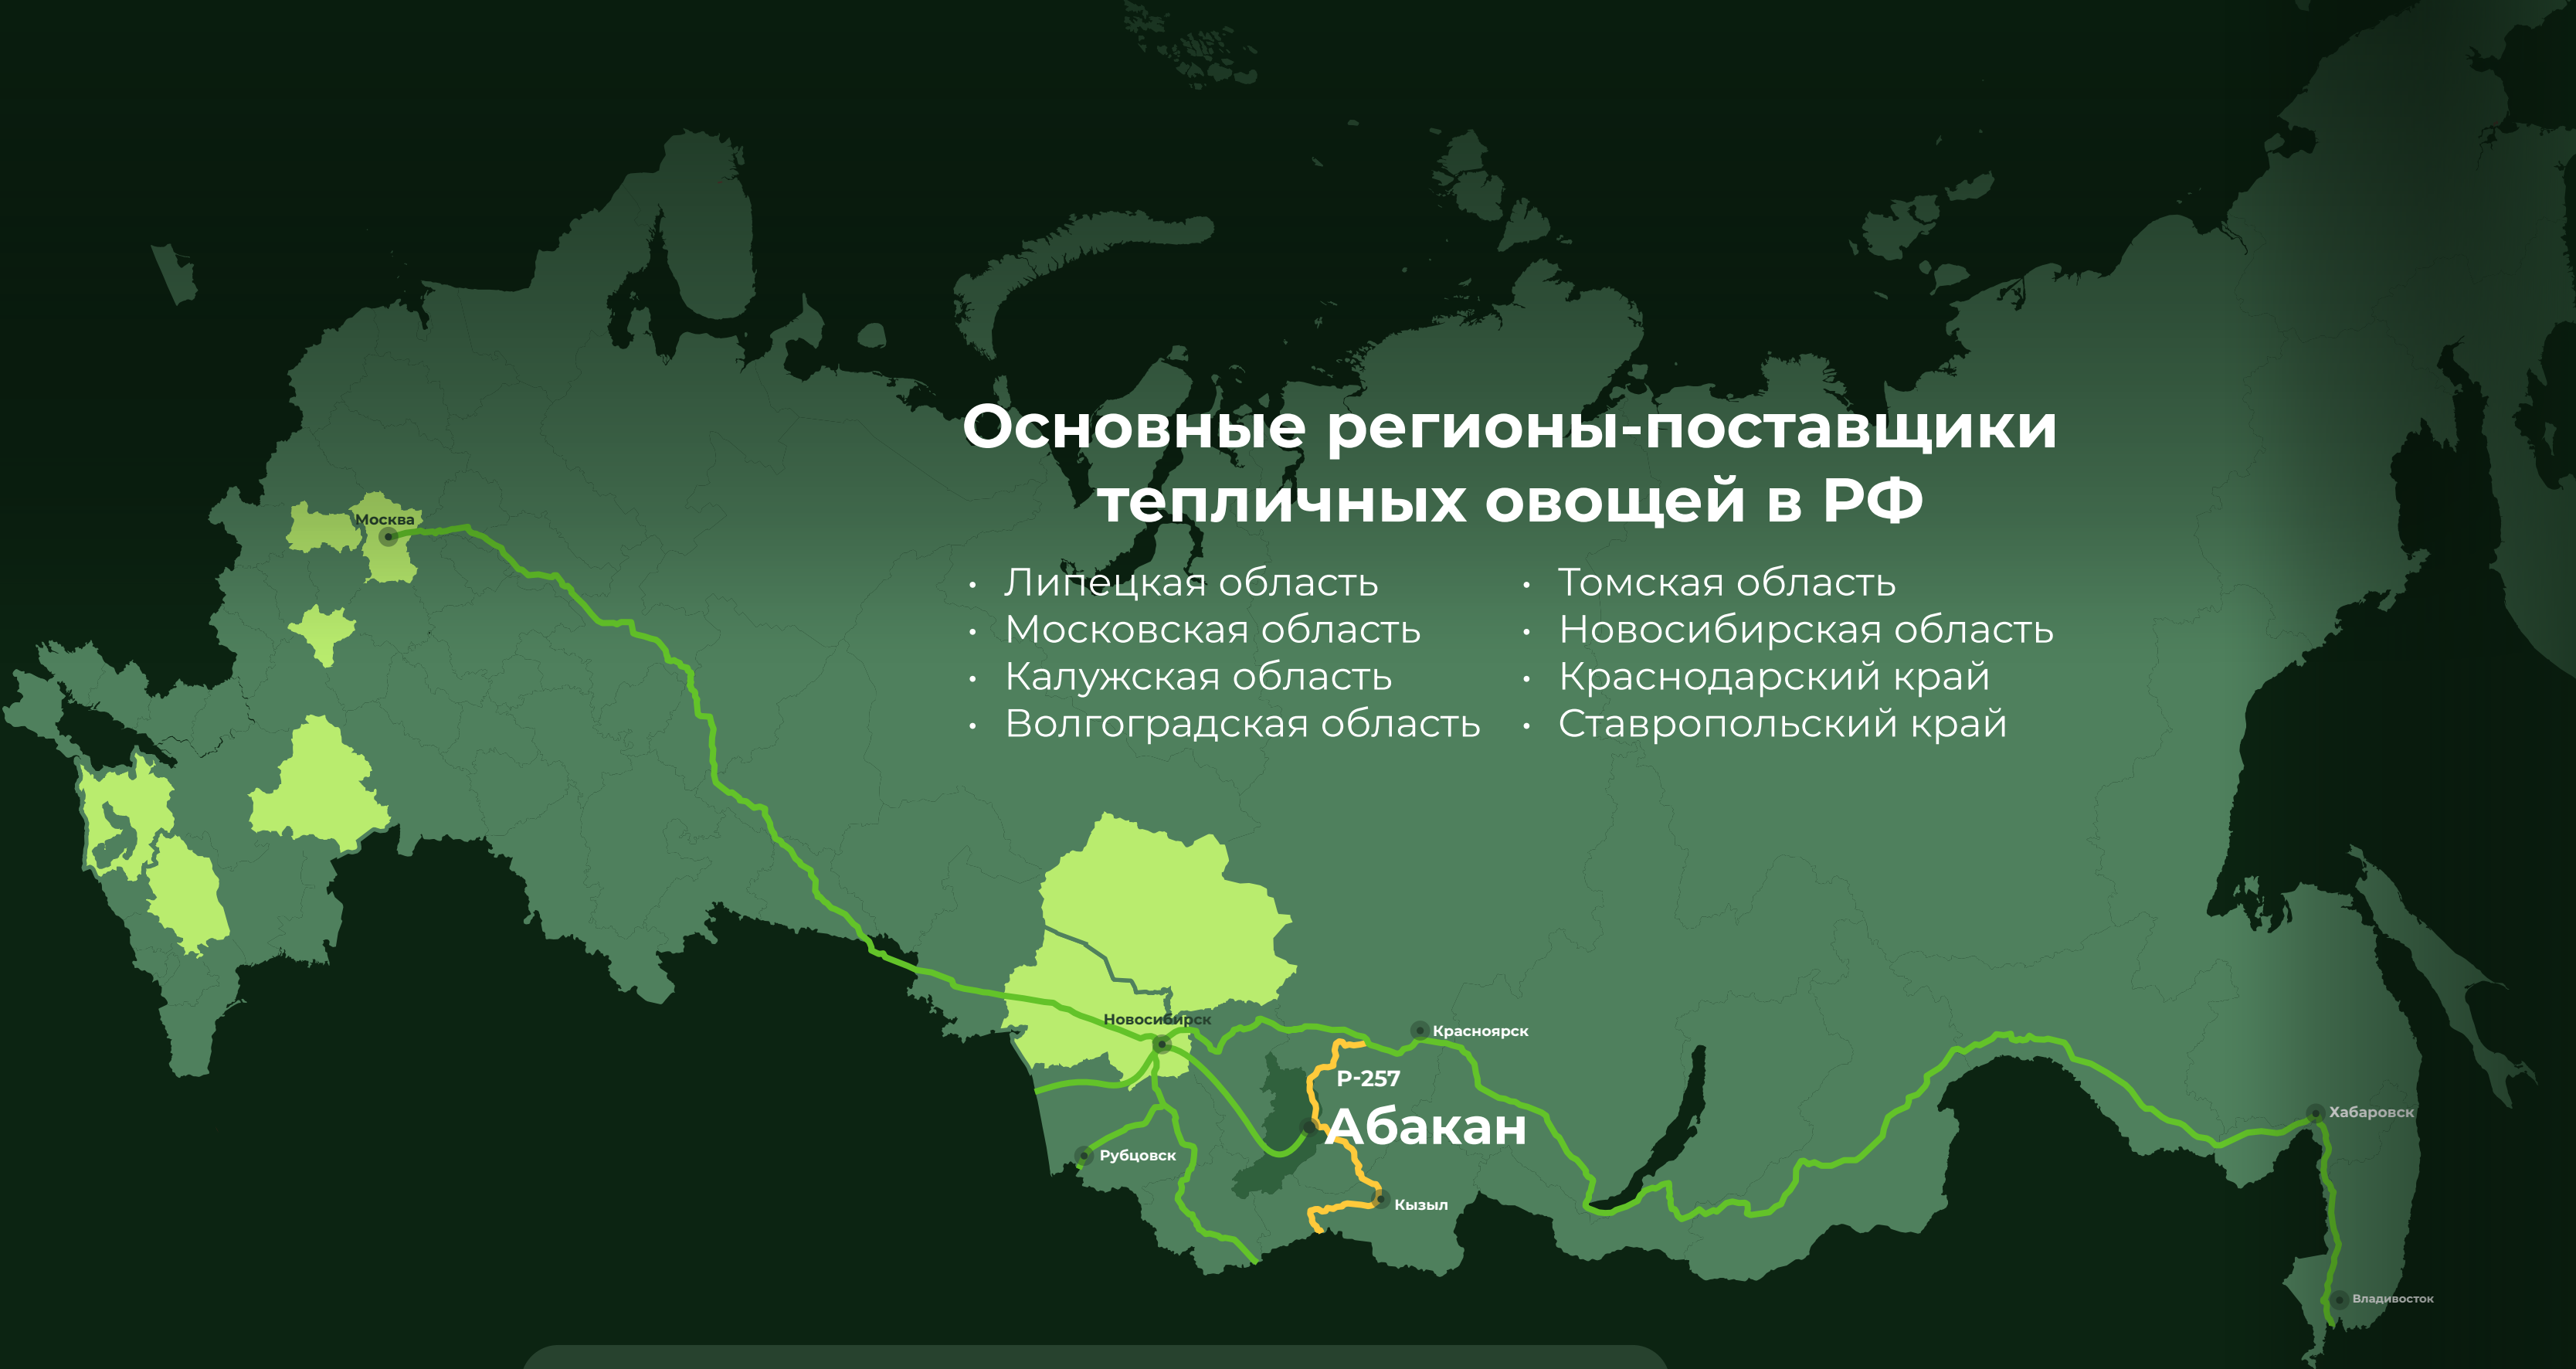 Основные регионы-поставщики
тепличных овощей в РФ
• Липецкая область
• Московская область
• Калужская область
• Волгоградская область
• Томская область
• Новосибирская область
• Краснодарский край
• Ставропольский край
Москва
Новосибирск
Красноярск
Р-257
Абакан
Хабаровск
Рубцовск
Кызыл
Владивосток